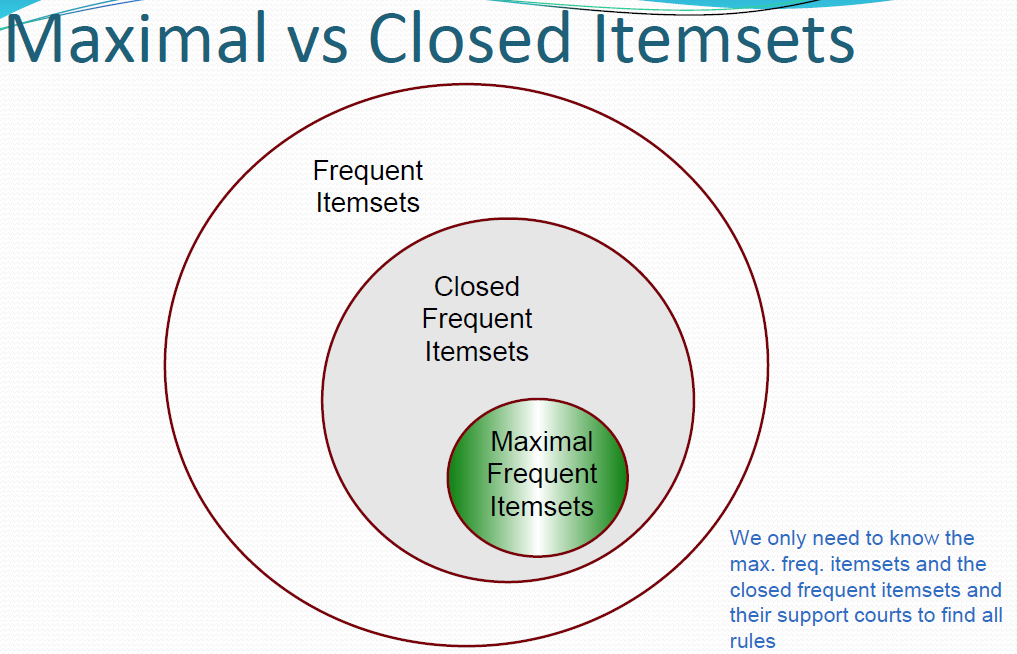 Maximal vs Closed Itemsets
Frequent
Itemsets
Closed
Frequent
Itemsets
Maximal
Frequent
Itemsets
We only need to know the
max. freq. itemsets and the
closed frequent itemsets and
their support courts to find all
rules